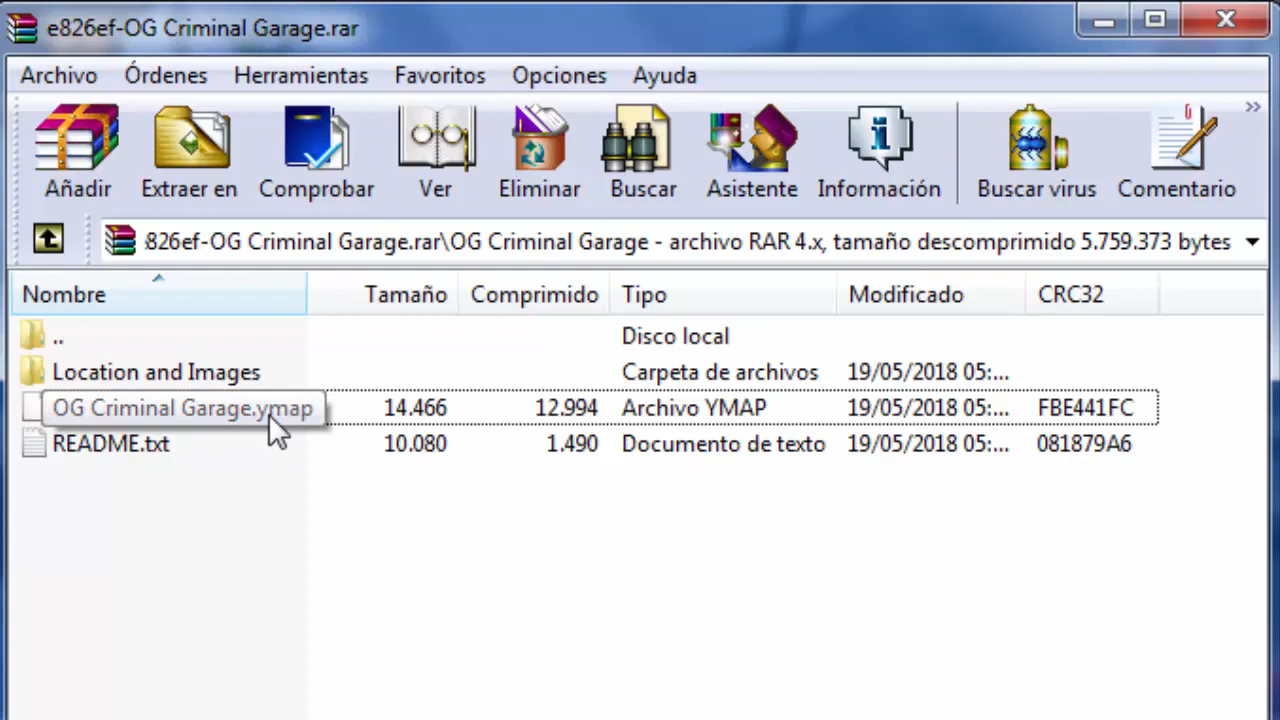 e826ef-OG Criminal Garage.rar
Archivo Órdenes Herramientas Favoritos Opciones Ayuda
Añadir Extraer en Comprobar Ver Eliminar Buscar Asistente Información Buscar virus Comentario
826ef-OG Criminal Garage.rar\OG Criminal Garage - archivo RAR 4.x, tamaño descomprimido 5.759.373 bytes
Nombre Tamaño Comprimido Tipo Modificado CRC32
.. Disco local
Location and Images Carpeta de archivos 19/05/2018 05:...
OG Criminal Garage.ymap 14.466 12.994 Archivo YMAP 19/05/2018 05:... FBE441FC
README.txt 10.080 1.490 Documento de texto 19/05/2018 05:... 081879A6